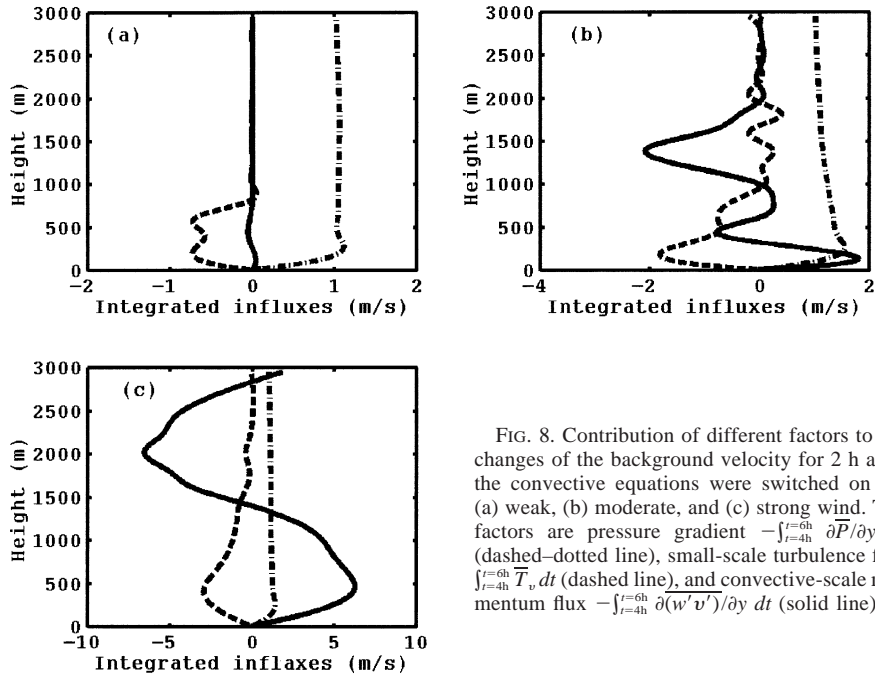 (a)
3000
2500
2000
1500
1000
500
0
Height (m)
−2 −1 0 1 2
Integrated influxes (m/s)
(b)
3000
2500
2000
1500
1000
500
0
Height (m)
−4 −2 0 2
Integrated influxes (m/s)
(c)
3000
2500
2000
1500
1000
500
0
Height (m)
−10 −5 0 5 10
Integrated inflaxes (m/s)
FIG. 8. Contribution of different factors to
changes of the background velocity for 2 h a
the convective equations were switched on
(a) weak, (b) moderate, and (c) strong wind. T
factors are pressure gradient −∫ₜ₌₄ₕᵗ⁼⁶ʰ ∂P̅/∂y
(dashed–dotted line), small-scale turbulence f
∫ₜ₌₄ₕᵗ⁼⁶ʰ T̅ᵥ dt (dashed line), and convective-scale m
mentum flux −∫ₜ₌₄ₕᵗ⁼⁶ʰ ∂(w′v′)̅/∂y dt (solid line)